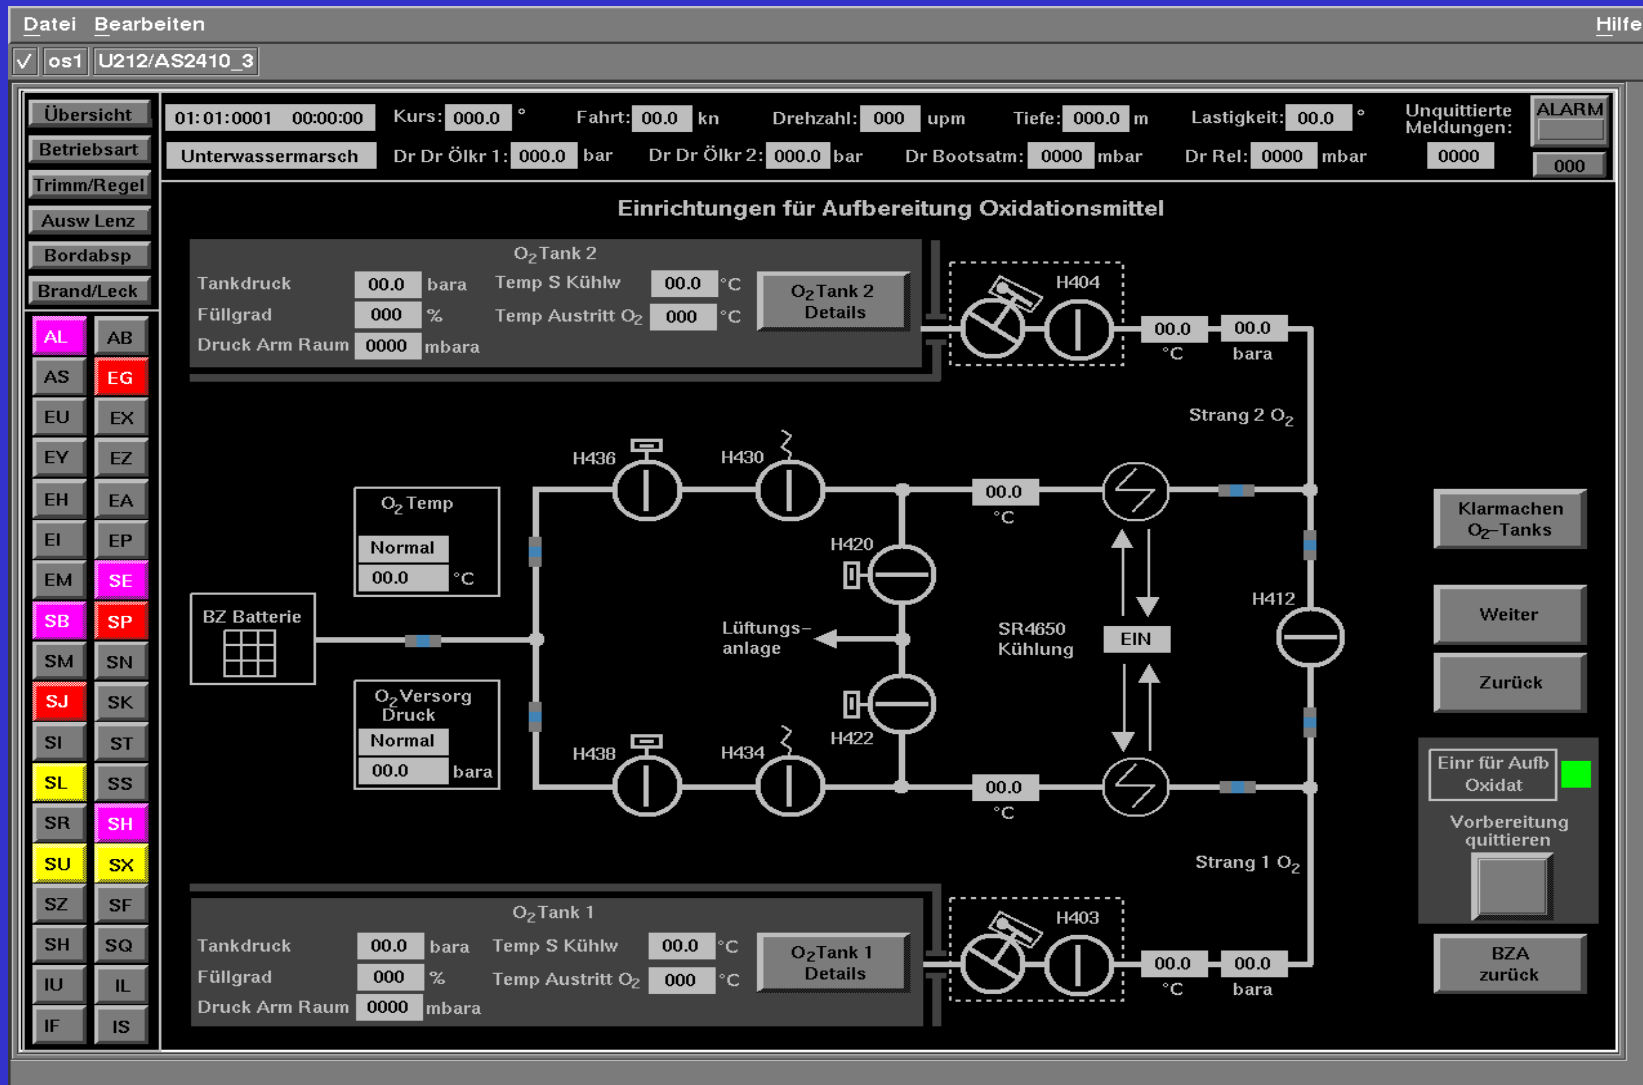 Datei Bearbeiten Hilfe
✓ os1 U212/AS2410_3
Übersicht
Betriebsart
Trimm/Regel
Ausw Lenz
Bordabsp
Brand/Leck
01:01:0001 00:00:00 Kurs: 000.0 ° Fahrt: 00.0 kn Drehzahl: 000 upm Tiefe: 000.0 m Lastigkeit: 00.0 °
Unterwassermarsch Dr Dr Ölkr 1: 000.0 bar Dr Dr Ölkr 2: 000.0 bar Dr Bootsatm: 0000 mbar Dr Rel: 0000 mbar
Unquittierte
Meldungen:
0000
ALARM
000
AL AB
AS EG
EU EX
EY EZ
EH EA
EI EP
EM SE
SB SP
SM SN
SJ SK
SI ST
SL SS
SR SH
SU SX
SZ SF
SH SQ
IU IL
IF IS
Einrichtungen für Aufbereitung Oxidationsmittel
O2 Tank 2
Tankdruck 00.0 bara Temp S Kühlw 00.0 °C
Füllgrad 000 % Temp Austritt O2 000 °C
Druck Arm Raum 0000 mbara
O2 Tank 2
Details
H404
00.0 00.0
°C bara
Strang 2 O2
H436 H430
00.0
°C
O2 Temp
Normal
00.0 °C
H420
BZ Batterie
Lüftungs-
anlage
SR4650
Kühlung
EIN
H412
O2 Versorg
Druck
Normal
00.0 bara
H422
H438 H434
00.0
°C
Strang 1 O2
O2 Tank 1
Tankdruck 00.0 bara Temp S Kühlw 00.0 °C
Füllgrad 000 % Temp Austritt O2 000 °C
Druck Arm Raum 0000 mbara
O2 Tank 1
Details
H403
00.0 00.0
°C bara
Klarmachen
O2-Tanks
Weiter
Zurück
Einr für Aufb
Oxidat
Vorbereitung
quittieren
BZA
zurück